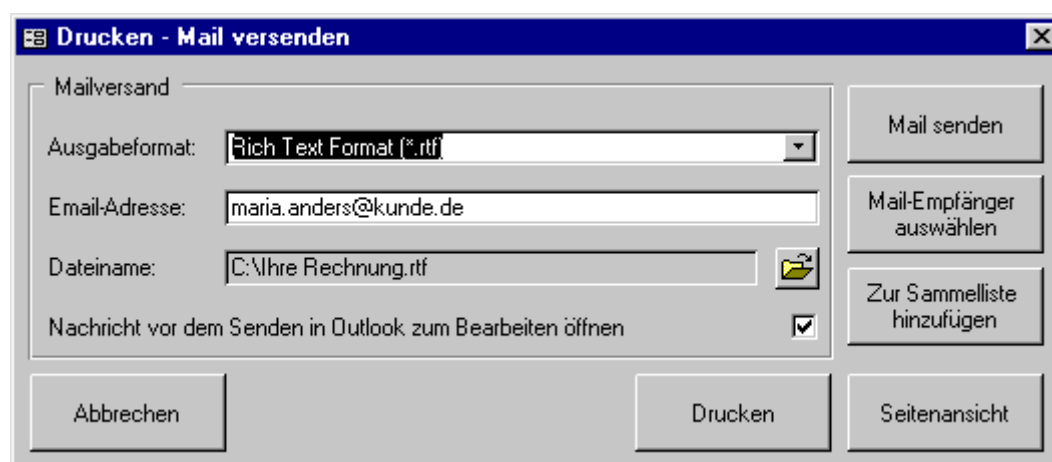 Drucken - Mail versenden
Mailversand
Ausgabeformat: Rich Text Format (*.rtf)
Email-Adresse: maria.anders@kunde.de
Dateiname: C:\Ihre Rechnung.rtf
Nachricht vor dem Senden in Outlook zum Bearbeiten öffnen
Mail senden
Mail-Empfänger
auswählen
Zur Sammelliste
hinzufügen
Abbrechen
Drucken
Seitenansicht